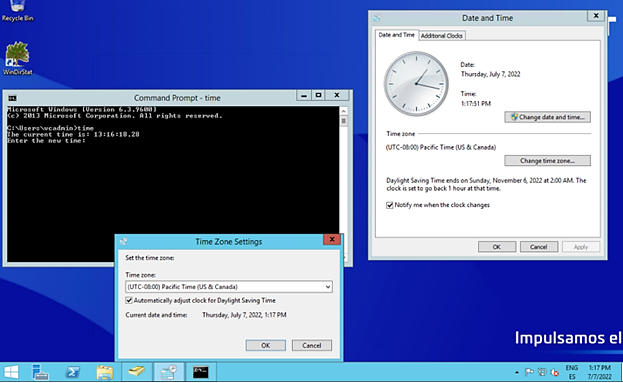 Recycle Bin
WinDirStat
Command Prompt - time
Microsoft Windows [Version 6.3.9600]
(c) 2013 Microsoft Corporation. All rights reserved.
C:\Users\vcadmin>time
The current time is: 13:16:18,28
Enter the new time:
Date and Time
Date and Time
Additional Clocks
Date:
Thursday, July 7, 2022
Time:
1:17:51 PM
Change date and time...
Time zone
(UTC-08:00) Pacific Time (US & Canada)
Change time zone...
Daylight Saving Time ends on Sunday, November 6, 2022 at 2:00 AM. The
clock is set to go back 1 hour at that time.
Notify me when the clock changes
OK
Cancel
Apply
Time Zone Settings
Set the time zone:
Time zone:
(UTC-08:00) Pacific Time (US & Canada)
Automatically adjust clock for Daylight Saving Time
Current date and time: Thursday, July 7, 2022, 1:17 PM
OK
Cancel
Impulsamos el
ENG
ES
1:17 PM
7/7/2022